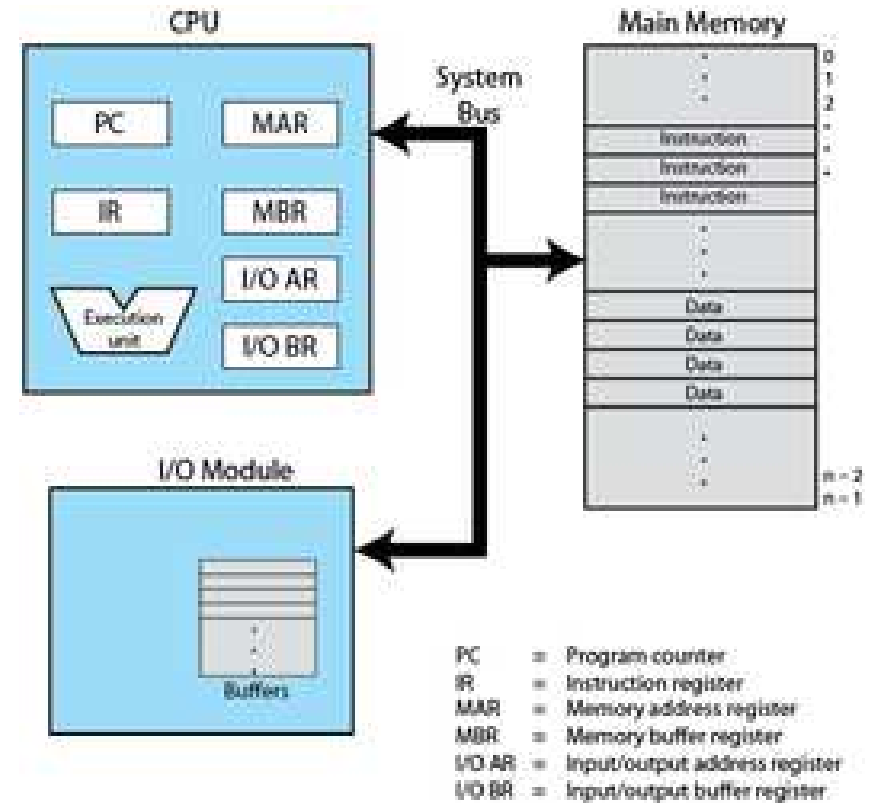 CPU
PC
MAR
IR
MBR
I/O AR
Execution
unit
I/O BR
System
Bus
Main Memory
0
1
2
Instruction
Instruction
Instruction
Data
Data
Data
Data
n - 2
n - 1
I/O Module
Buffers
PC = Program counter
IR = Instruction register
MAR = Memory address register
MBR = Memory buffer register
I/O AR = Input/output address register
I/O BR = Input/output buffer register